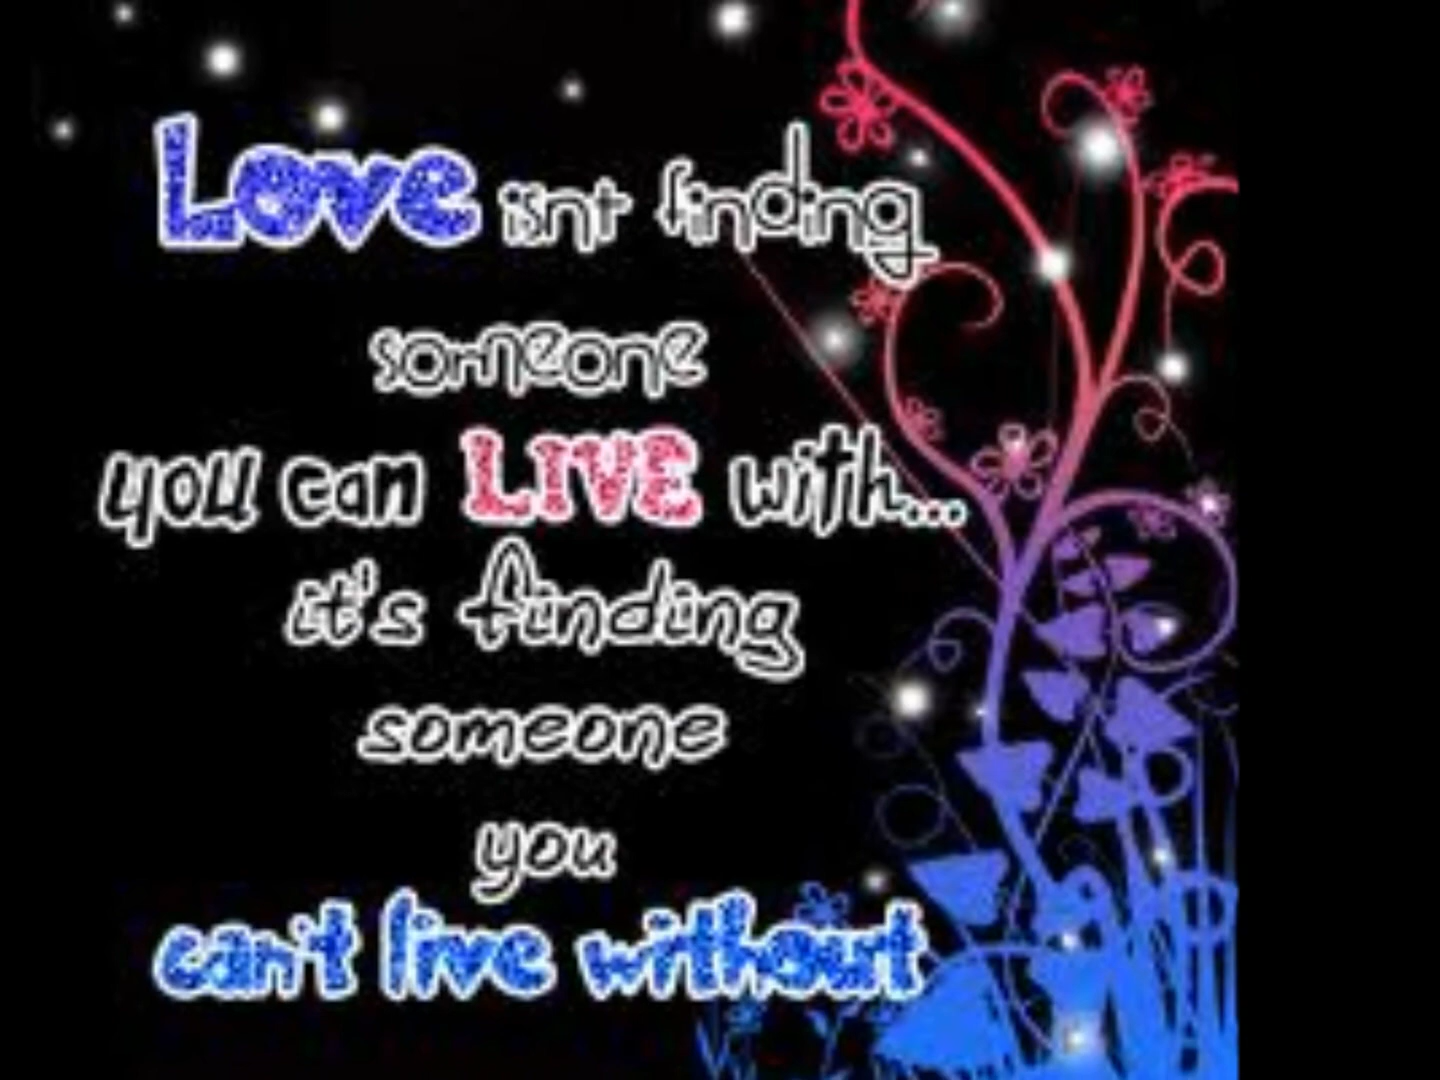 Love isnt finding
someone
you can LIVE with...
it's finding
someone
you
can't live without